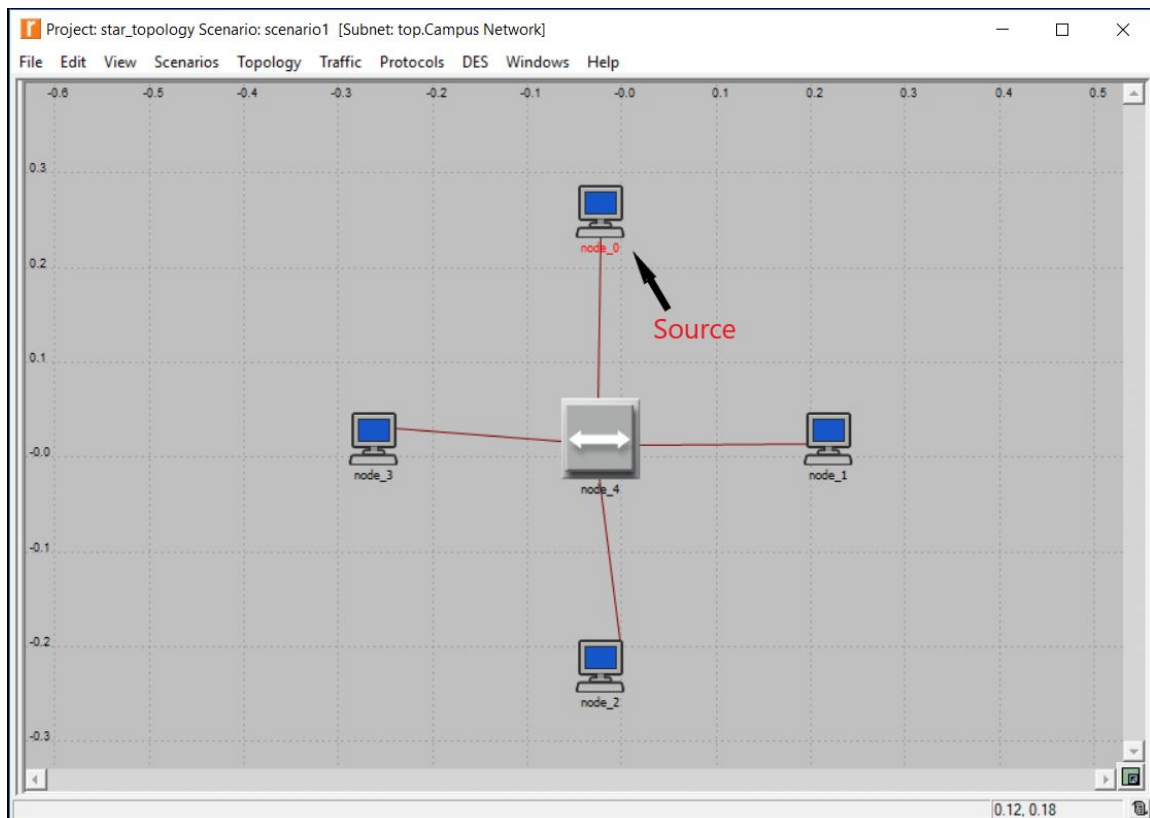 Project: star_topology Scenario: scenario1 [Subnet: top.Campus Network]
File Edit View Scenarios Topology Traffic Protocols DES Windows Help
-0.6 -0.5 -0.4 -0.3 -0.2 -0.1 -0.0 0.1 0.2 0.3 0.4 0.5
0.3
node_0
0.2
Source
0.1
-0.0
node_3
node_4
node_1
-0.1
-0.2
node_2
-0.3
0.12, 0.18